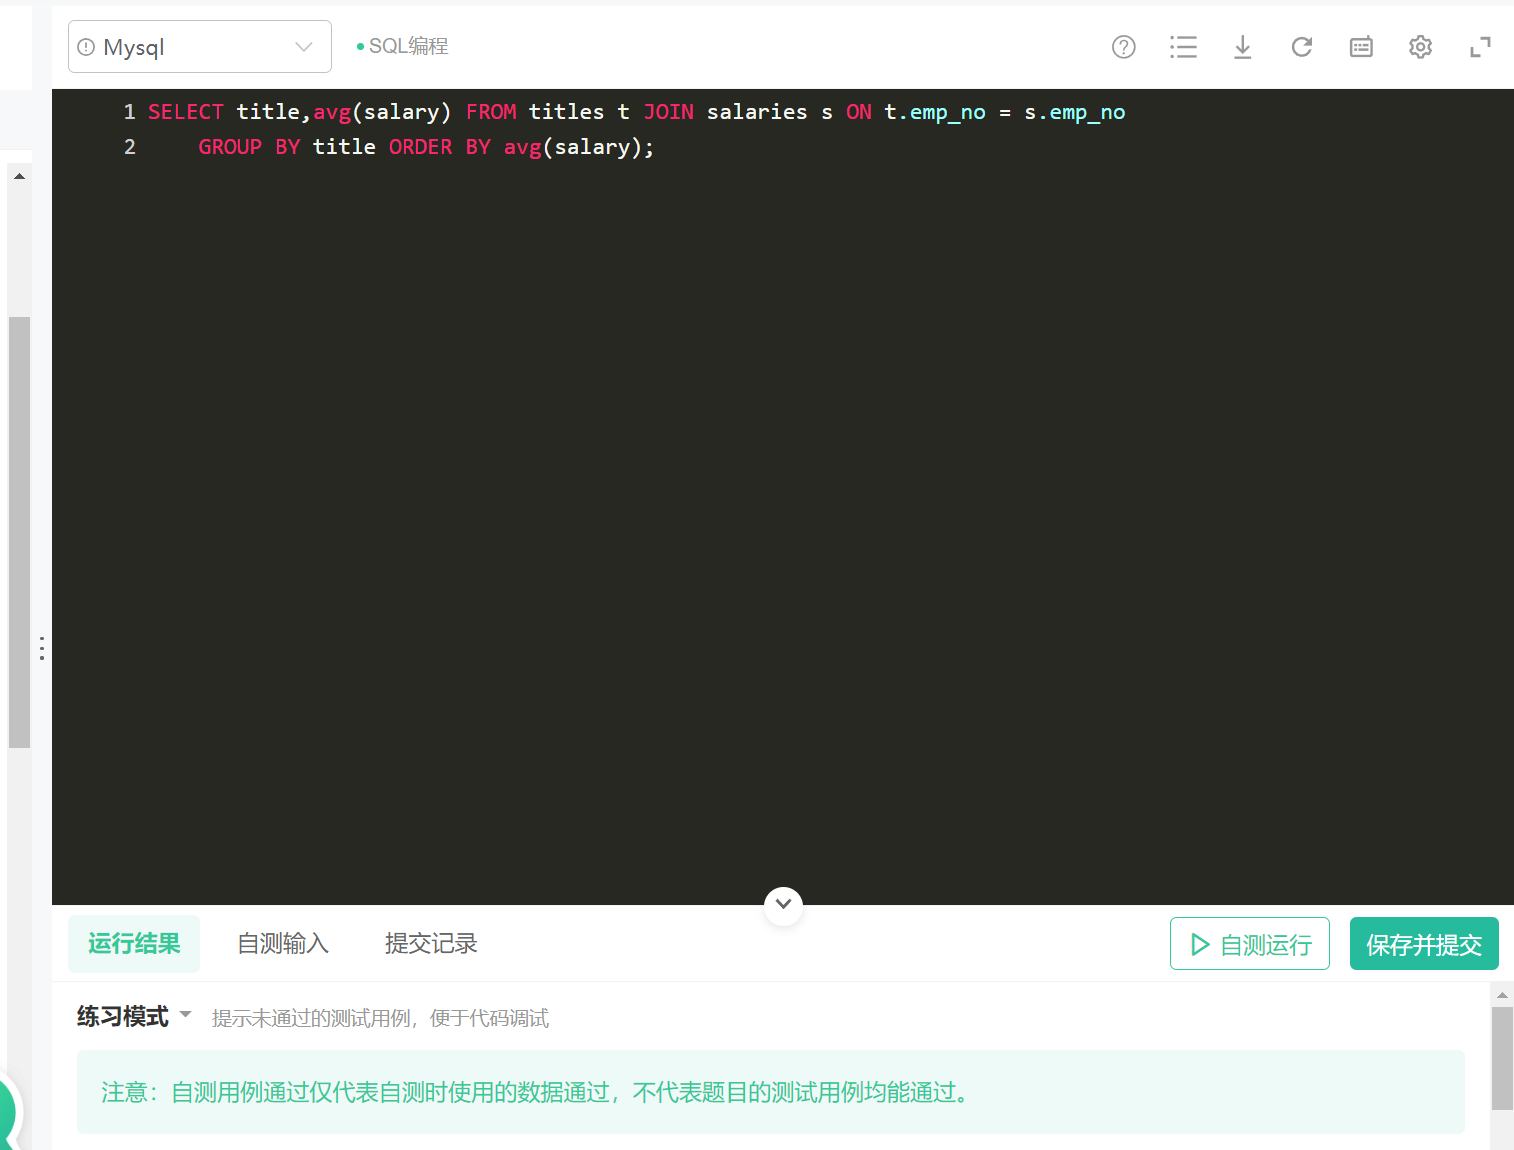 Mysql
SQL编程
1 SELECT title,avg(salary) FROM titles t JOIN salaries s ON t.emp_no = s.emp_no
2 GROUP BY title ORDER BY avg(salary);
运行结果
自测输入
提交记录
自测运行
保存并提交
练习模式
提示未通过的测试用例，便于代码调试
注意：自测用例通过仅代表自测时使用的数据通过，不代表题目的测试用例均能通过。